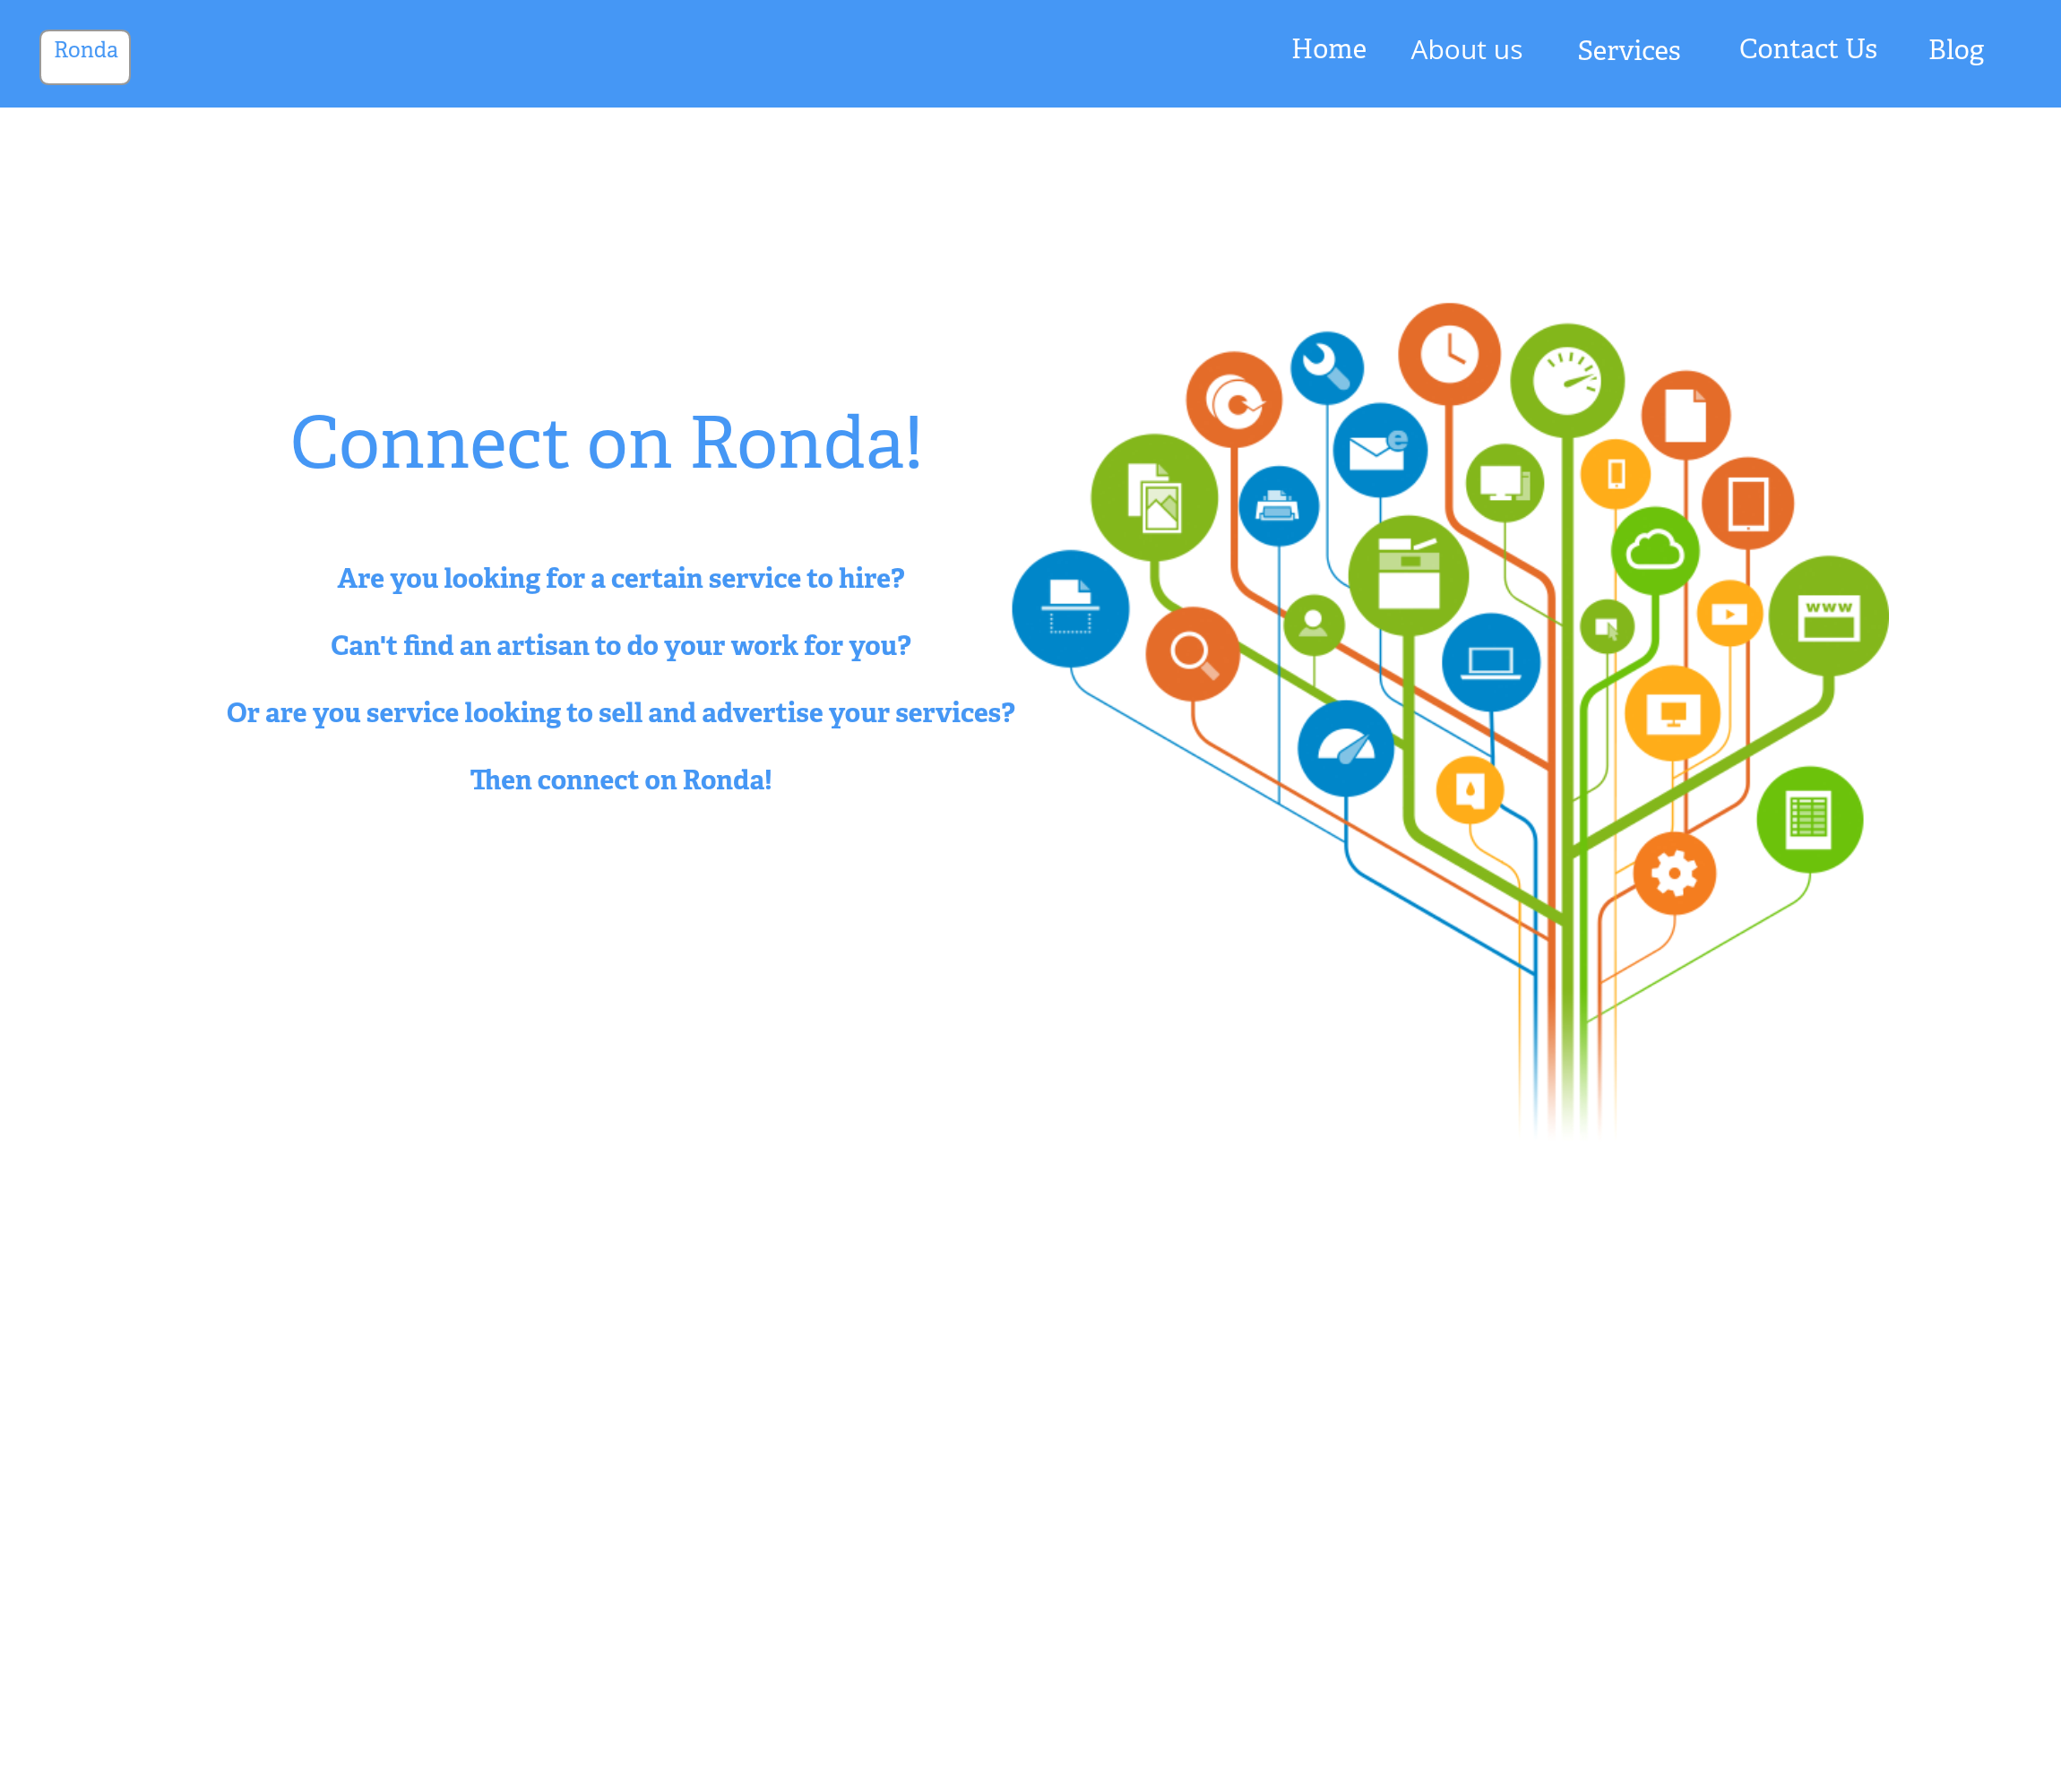 Ronda
Home About us Services Contact Us Blog
Connect on Ronda!
Are you looking for a certain service to hire?
Can't find an artisan to do your work for you?
Or are you service looking to sell and advertise your services?
Then connect on Ronda!
e
www